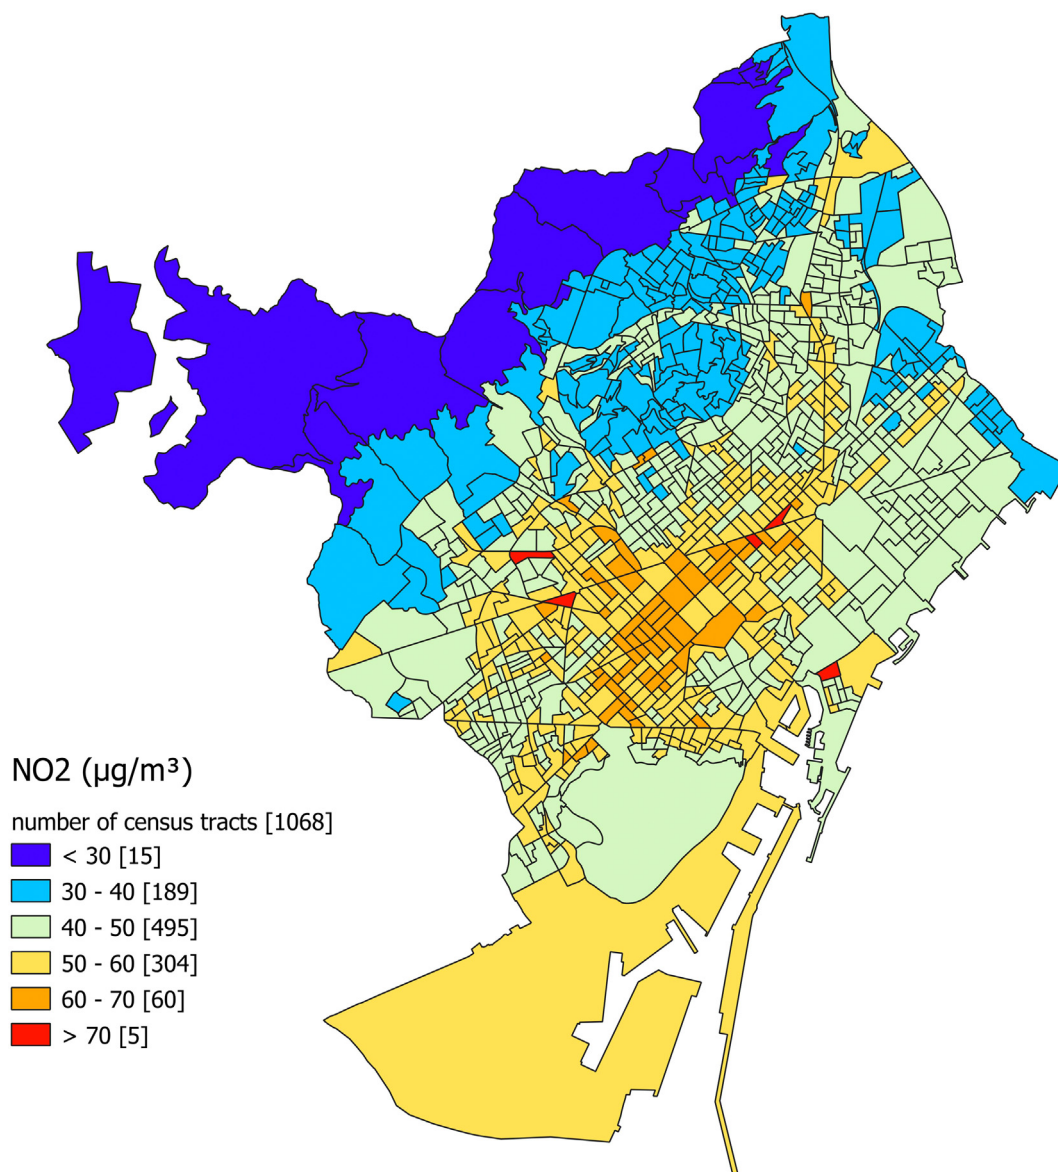 NO2 (µg/m³)
number of census tracts [1068]
< 30 [15]
30 - 40 [189]
40 - 50 [495]
50 - 60 [304]
60 - 70 [60]
> 70 [5]